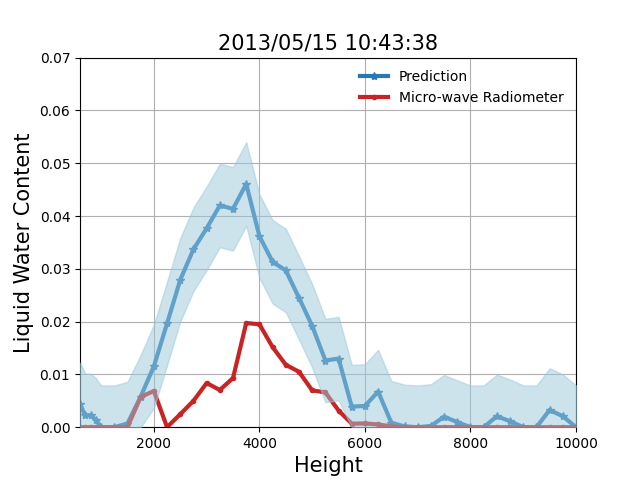 2013/05/15 10:43:38
0.07
0.06
0.05
0.04
0.03
0.02
0.01
0.00
Liquid Water Content
Prediction
Micro-wave Radiometer
2000 4000 6000 8000 10000
Height